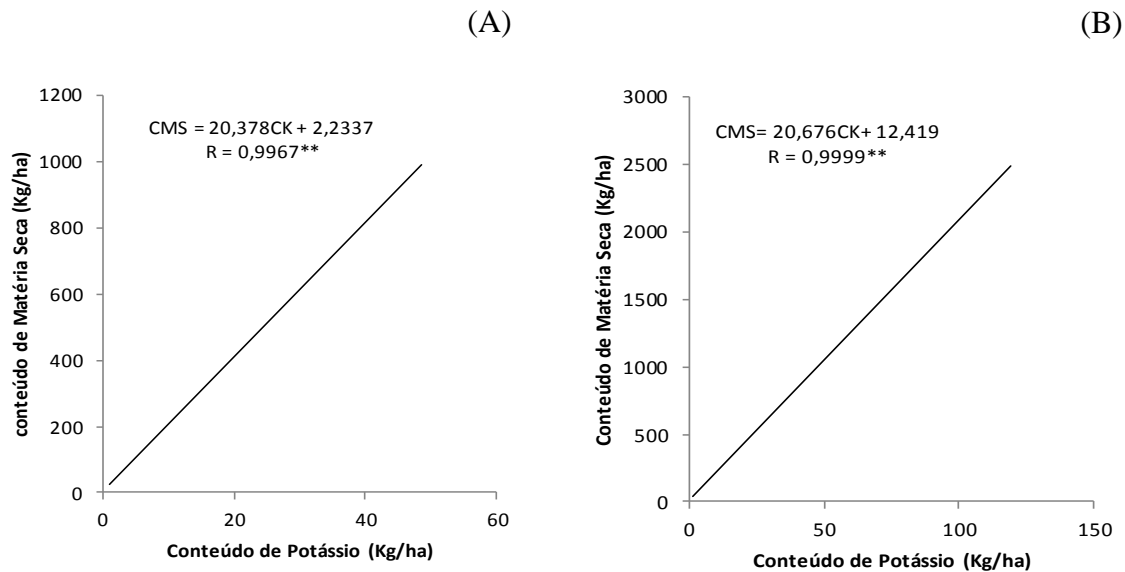 (A)
1200
1000
800
600
400
200
0
0 20 40 60
CMS = 20,378CK + 2,2337
R = 0,9967**
conteúdo de Matéria Seca (Kg/ha)
Conteúdo de Potássio (Kg/ha)
(B)
3000
2500
2000
1500
1000
500
0
0 50 100 150
CMS= 20,676CK+ 12,419
R = 0,9999**
Conteúdo de Matéria Seca (Kg/ha)
Conteúdo de Potássio (Kg/ha)